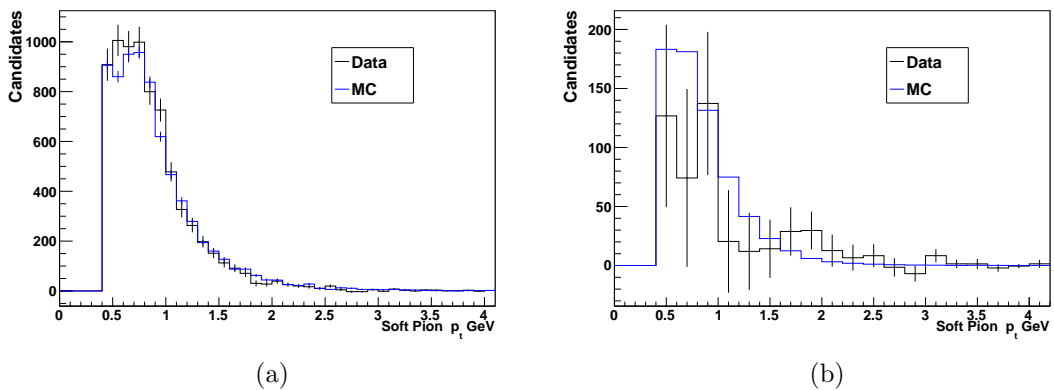 Candidates
1000
800
600
400
200
0
Data
MC
0 0.5 1 1.5 2 2.5 3 3.5 4
Soft Pion p_t GeV
(a)
Candidates
200
150
100
50
0
Data
MC
0 0.5 1 1.5 2 2.5 3 3.5 4
Soft Pion p_t GeV
(b)